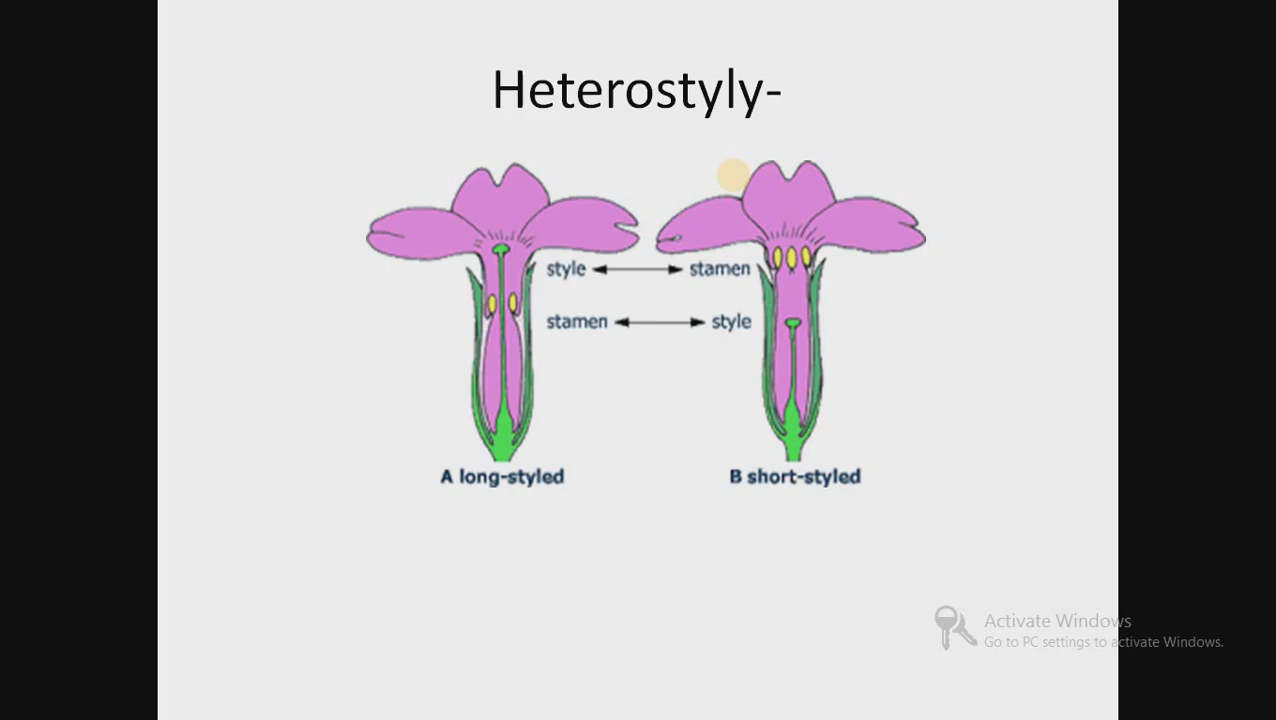 Heterostyly-
style stamen
stamen style
A long-styled B short-styled
Activate Windows
Go to PC settings to activate Windows.